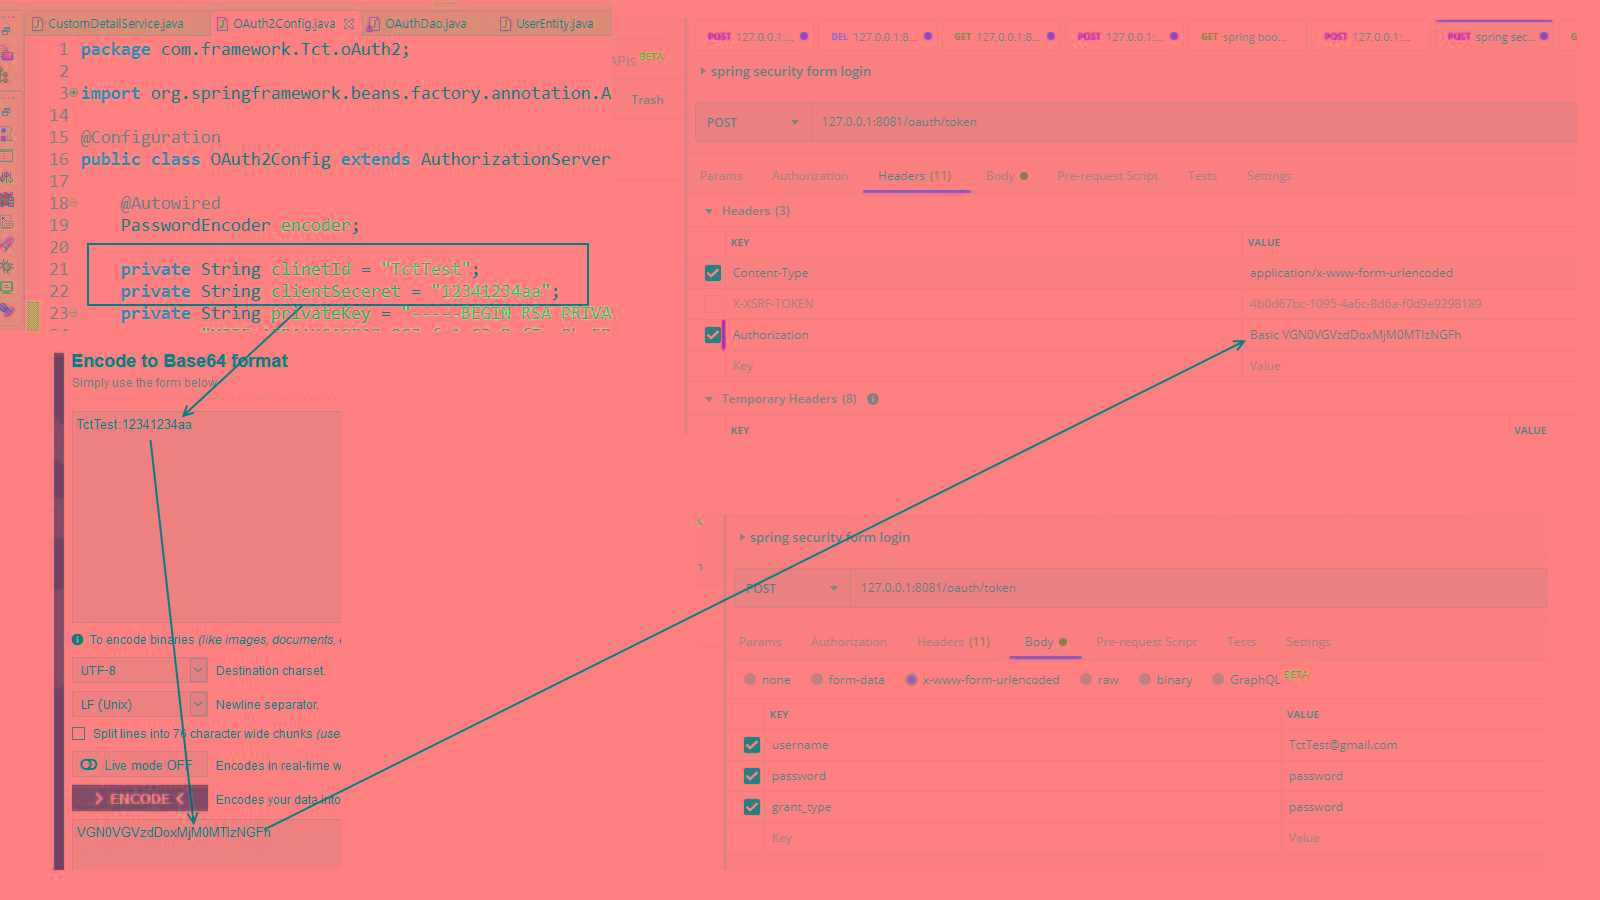 CustomDetailService.java
OAuth2Config.java
OAuthDao.java
UserEntity.java
1 package com.framework.Tct.oAuth2;
2
3 import org.springframework.beans.factory.annotation.A
14
15 @Configuration
16 public class OAuth2Config extends AuthorizationServer
17
18 @Autowired
19 PasswordEncoder encoder;
20
21 private String clinetId = "TctTest";
22 private String clientSeceret = "12341234aa";
23 private String privateKey = "-----BEGIN RSA PRIVA
Encode to Base64 format
Simply use the form below
TctTest:12341234aa
To encode binaries (like images, documents,
UTF-8 Destination charset.
LF (Unix) Newline separator.
Split lines into 76 character wide chunks (use
Live mode OFF Encodes in real-time w
ENCODE Encodes your data into
VGN0VGVzdDoxMjM0MTIzNGFh
APIs BETA
Trash
POST 127.0.0.1:...
DEL 127.0.0.1:8...
GET 127.0.0.1:8...
POST 127.0.0.1:...
GET spring boo...
POST 127.0.0.1:...
POST spring sec...
G
spring security form login
POST 127.0.0.1:8081/oauth/token
Params Authorization Headers (11) Body Pre-request Script Tests Settings
Headers (3)
KEY VALUE
Content-Type application/x-www-form-urlencoded
X-XSRF-TOKEN 4b0d67bc-1095-4a6c-8d6a-f0d9e9298189
Authorization Basic VGN0VGVzdDoxMjM0MTIzNGFh
Key Value
Temporary Headers (8)
KEY VALUE
spring security form login
POST 127.0.0.1:8081/oauth/token
Params Authorization Headers (11) Body Pre-request Script Tests Settings
none form-data x-www-form-urlencoded raw binary GraphQL BETA
KEY VALUE
username TctTest@gmail.com
password password
grant_type password
Key Value